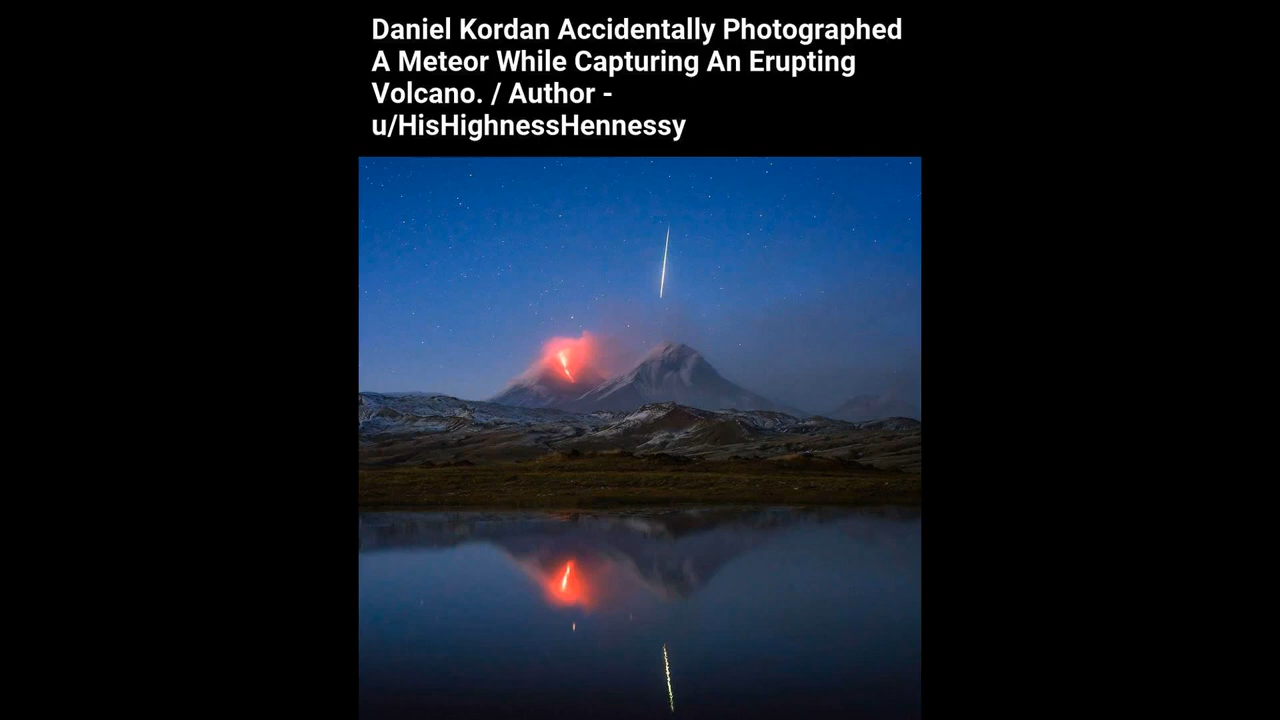 Daniel Kordan Accidentally Photographed
A Meteor While Capturing An Erupting
Volcano. / Author -
u/HisHighnessHennessy